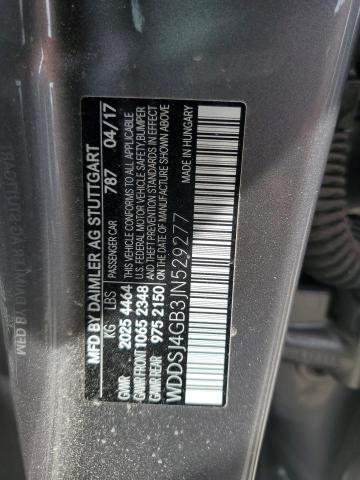 MFD BY DAIMLER AG STUTTGART
KG LBS PASSENGER CAR 787 04/17
GWR 2025 4464
GAWR FRONT 1065 2348
GAWR REAR 975 2150
THIS VEHICLE CONFORMS TO ALL APPLICABLE
U.S. FEDERAL MOTOR VEHICLE SAFETY, BUMPER
AND THEFT PREVENTION STANDARDS IN EFFECT
ON THE DATE OF MANUFACTURE SHOWN ABOVE
WDDSJ4GB3JN529277
MADE IN HUNGARY